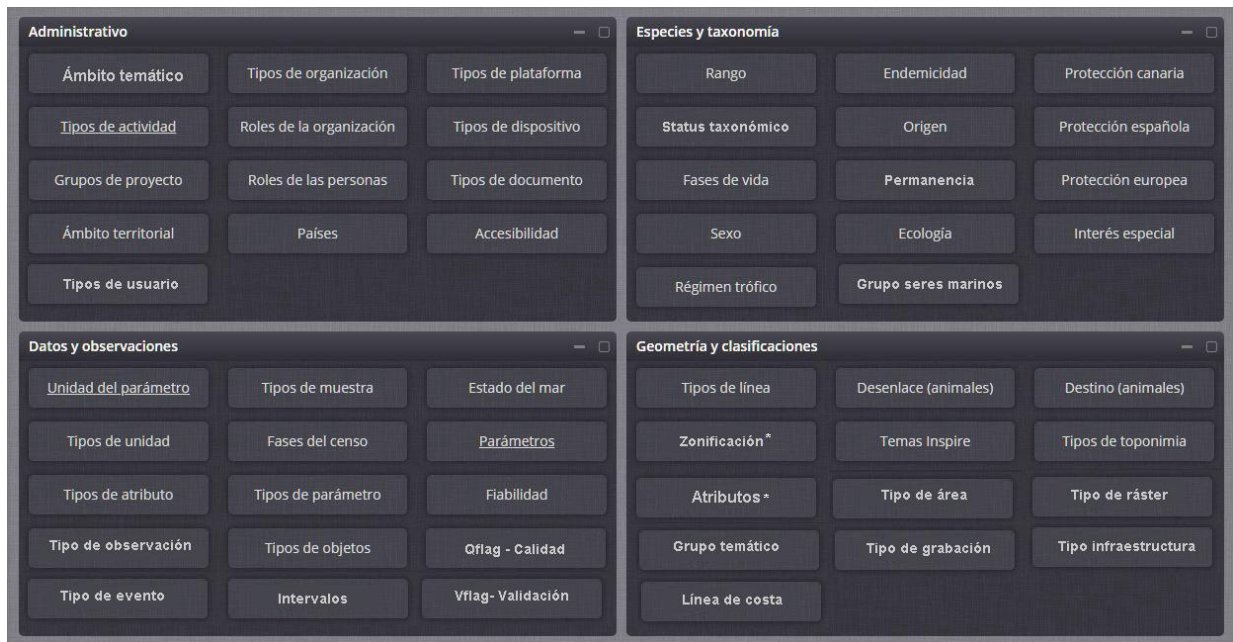 Administrativo
Ámbito temático
Tipos de organización
Tipos de plataforma
Tipos de actividad
Roles de la organización
Tipos de dispositivo
Grupos de proyecto
Roles de las personas
Tipos de documento
Ámbito territorial
Países
Accesibilidad
Tipos de usuario
Especies y taxonomía
Rango
Endemicidad
Protección canaria
Status taxonómico
Origen
Protección española
Fases de vida
Permanencia
Protección europea
Sexo
Ecología
Interés especial
Régimen trófico
Grupo seres marinos
Datos y observaciones
Unidad del parámetro
Tipos de muestra
Estado del mar
Tipos de unidad
Fases del censo
Parámetros
Tipos de atributo
Tipos de parámetro
Fiabilidad
Tipo de observación
Tipos de objetos
Qflag - Calidad
Tipo de evento
Intervalos
Vflag- Validación
Geometría y clasificaciones
Tipos de línea
Desenlace (animales)
Destino (animales)
Zonificación*
Temas Inspire
Tipos de toponimia
Atributos*
Tipo de área
Tipo de ráster
Grupo temático
Tipo de grabación
Tipo infraestructura
Línea de costa